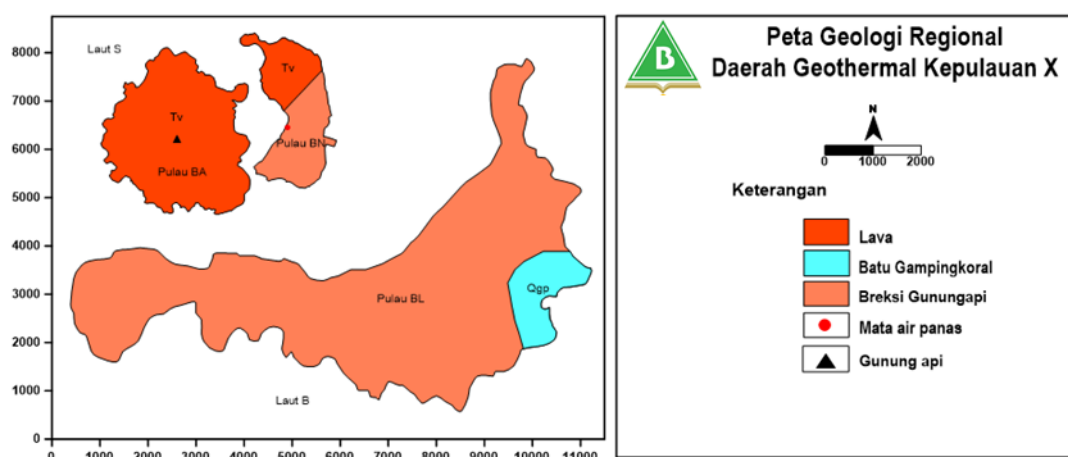 Laut S
Tv
Pulau BA
Tv
Pulau BN
Pulau BL
Qgp
Laut B
8000
7000
6000
5000
4000
3000
2000
1000
0
0 1000 2000 3000 4000 5000 6000 7000 8000 9000 10000 11000
B
Peta Geologi Regional
Daerah Geothermal Kepulauan X
N
0 1000 2000
Keterangan
Lava
Batu Gampingkoral
Breksi Gunungapi
Mata air panas
Gunung api